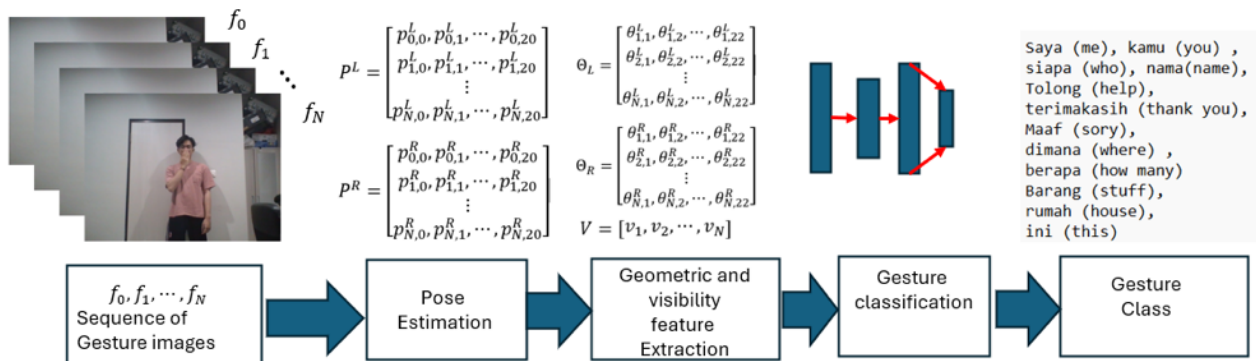 f₀
f₁
⋱
f_N
P^L = [p^L_{0,0}, p^L_{0,1}, ⋯, p^L_{0,20}
p^L_{1,0}, p^L_{1,1}, ⋯, p^L_{1,20}
⋮
p^L_{N,0}, p^L_{N,1}, ⋯, p^L_{N,20}]
P^R = [p^R_{0,0}, p^R_{0,1}, ⋯, p^R_{0,20}
p^R_{1,0}, p^R_{1,1}, ⋯, p^R_{1,20}
⋮
p^R_{N,0}, p^R_{N,1}, ⋯, p^R_{N,20}]
Θ_L = [θ^L_{1,1}, θ^L_{1,2}, ⋯, θ^L_{1,22}
θ^L_{2,1}, θ^L_{2,2}, ⋯, θ^L_{2,22}
⋮
θ^L_{N,1}, θ^L_{N,2}, ⋯, θ^L_{N,22}]
Θ_R = [θ^R_{1,1}, θ^R_{1,2}, ⋯, θ^R_{1,22}
θ^R_{2,1}, θ^R_{2,2}, ⋯, θ^R_{2,22}
⋮
θ^R_{N,1}, θ^R_{N,2}, ⋯, θ^R_{N,22}]
V = [v₁, v₂, ⋯, v_N]
Saya (me), kamu (you) ,
siapa (who), nama(name),
Tolong (help),
terimakasih (thank you),
Maaf (sory),
dimana (where) ,
berapa (how many)
Barang (stuff),
rumah (house),
ini (this)
f₀, f₁, ⋯, f_N
Sequence of
Gesture images
Pose
Estimation
Geometric and
visibility
feature
Extraction
Gesture
classification
Gesture
Class